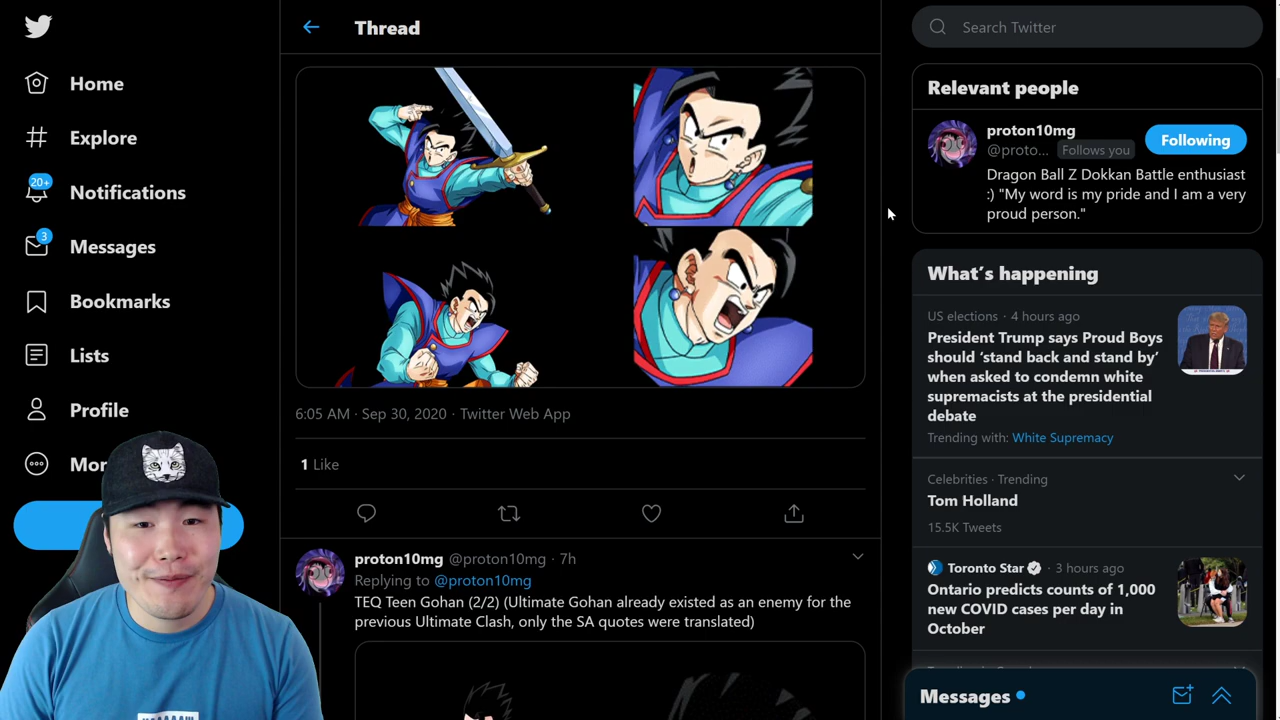 Home
Explore
20+
Notifications
3
Messages
Bookmarks
Lists
Profile
Mor
Thread
6:05 AM · Sep 30, 2020 · Twitter Web App
1 Like
proton10mg @proton10mg · 7h
Replying to @proton10mg
TEQ Teen Gohan (2/2) (Ultimate Gohan already existed as an enemy for the
previous Ultimate Clash, only the SA quotes were translated)
Search Twitter
Relevant people
proton10mg
@proto... Follows you
Following
Dragon Ball Z Dokkan Battle enthusiast
:) "My word is my pride and I am a very
proud person."
What's happening
US elections · 4 hours ago
President Trump says Proud Boys
should ‘stand back and stand by’
when asked to condemn white
supremacists at the presidential
debate
Trending with: White Supremacy
Celebrities · Trending
Tom Holland
15.5K Tweets
Toronto Star · 3 hours ago
Ontario predicts counts of 1,000
new COVID cases per day in
October
Messages